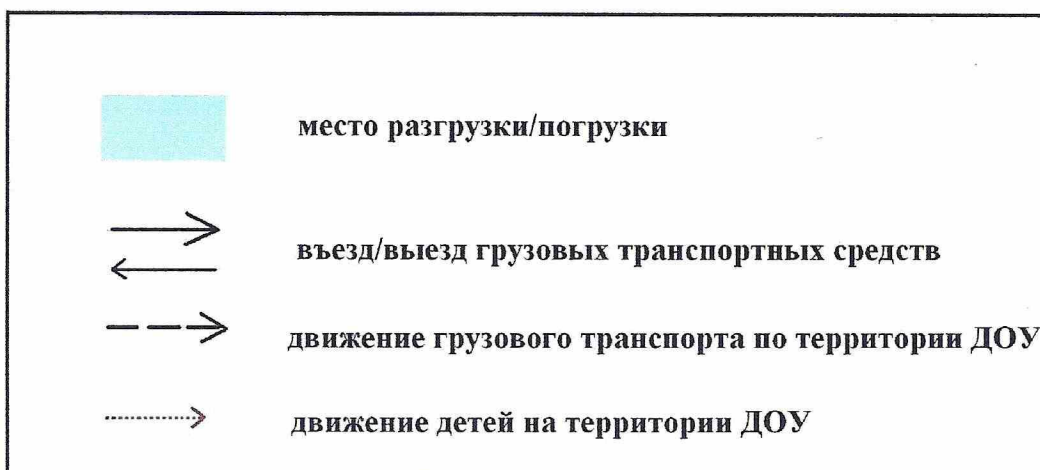 место разгрузки/погрузки
въезд/выезд грузовых транспортных средств
движение грузового транспорта по территории ДОУ
движение детей на территории ДОУ